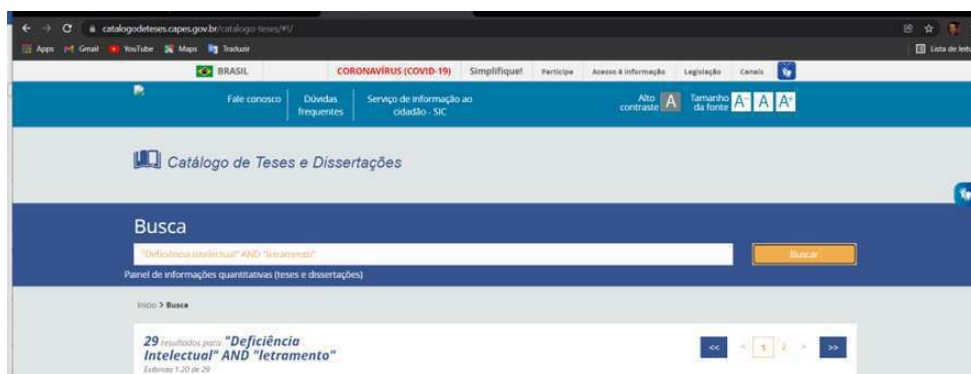 catalogodeteses.capes.gov.br/catalogo-teses/#!/
Apps Gmail YouTube Maps Traduzir Lista de leitu
BRASIL CORONAVÍRUS (COVID-19) Simplifique! Participe Acesso à informação Legislação Canais
Fale conosco Dúvidas frequentes Serviço de informação ao cidadão - SIC Alto contraste A Tamanho da fonte A- A A+
Catálogo de Teses e Dissertações
Busca
"Deficiência Intelectual" AND "letramento" Buscar
Painel de informações quantitativas (teses e dissertações)
Início > Busca
29 resultados para "Deficiência
Intelectual" AND "letramento"
Exibindo 1-20 de 29
<< < 1 2 > >>